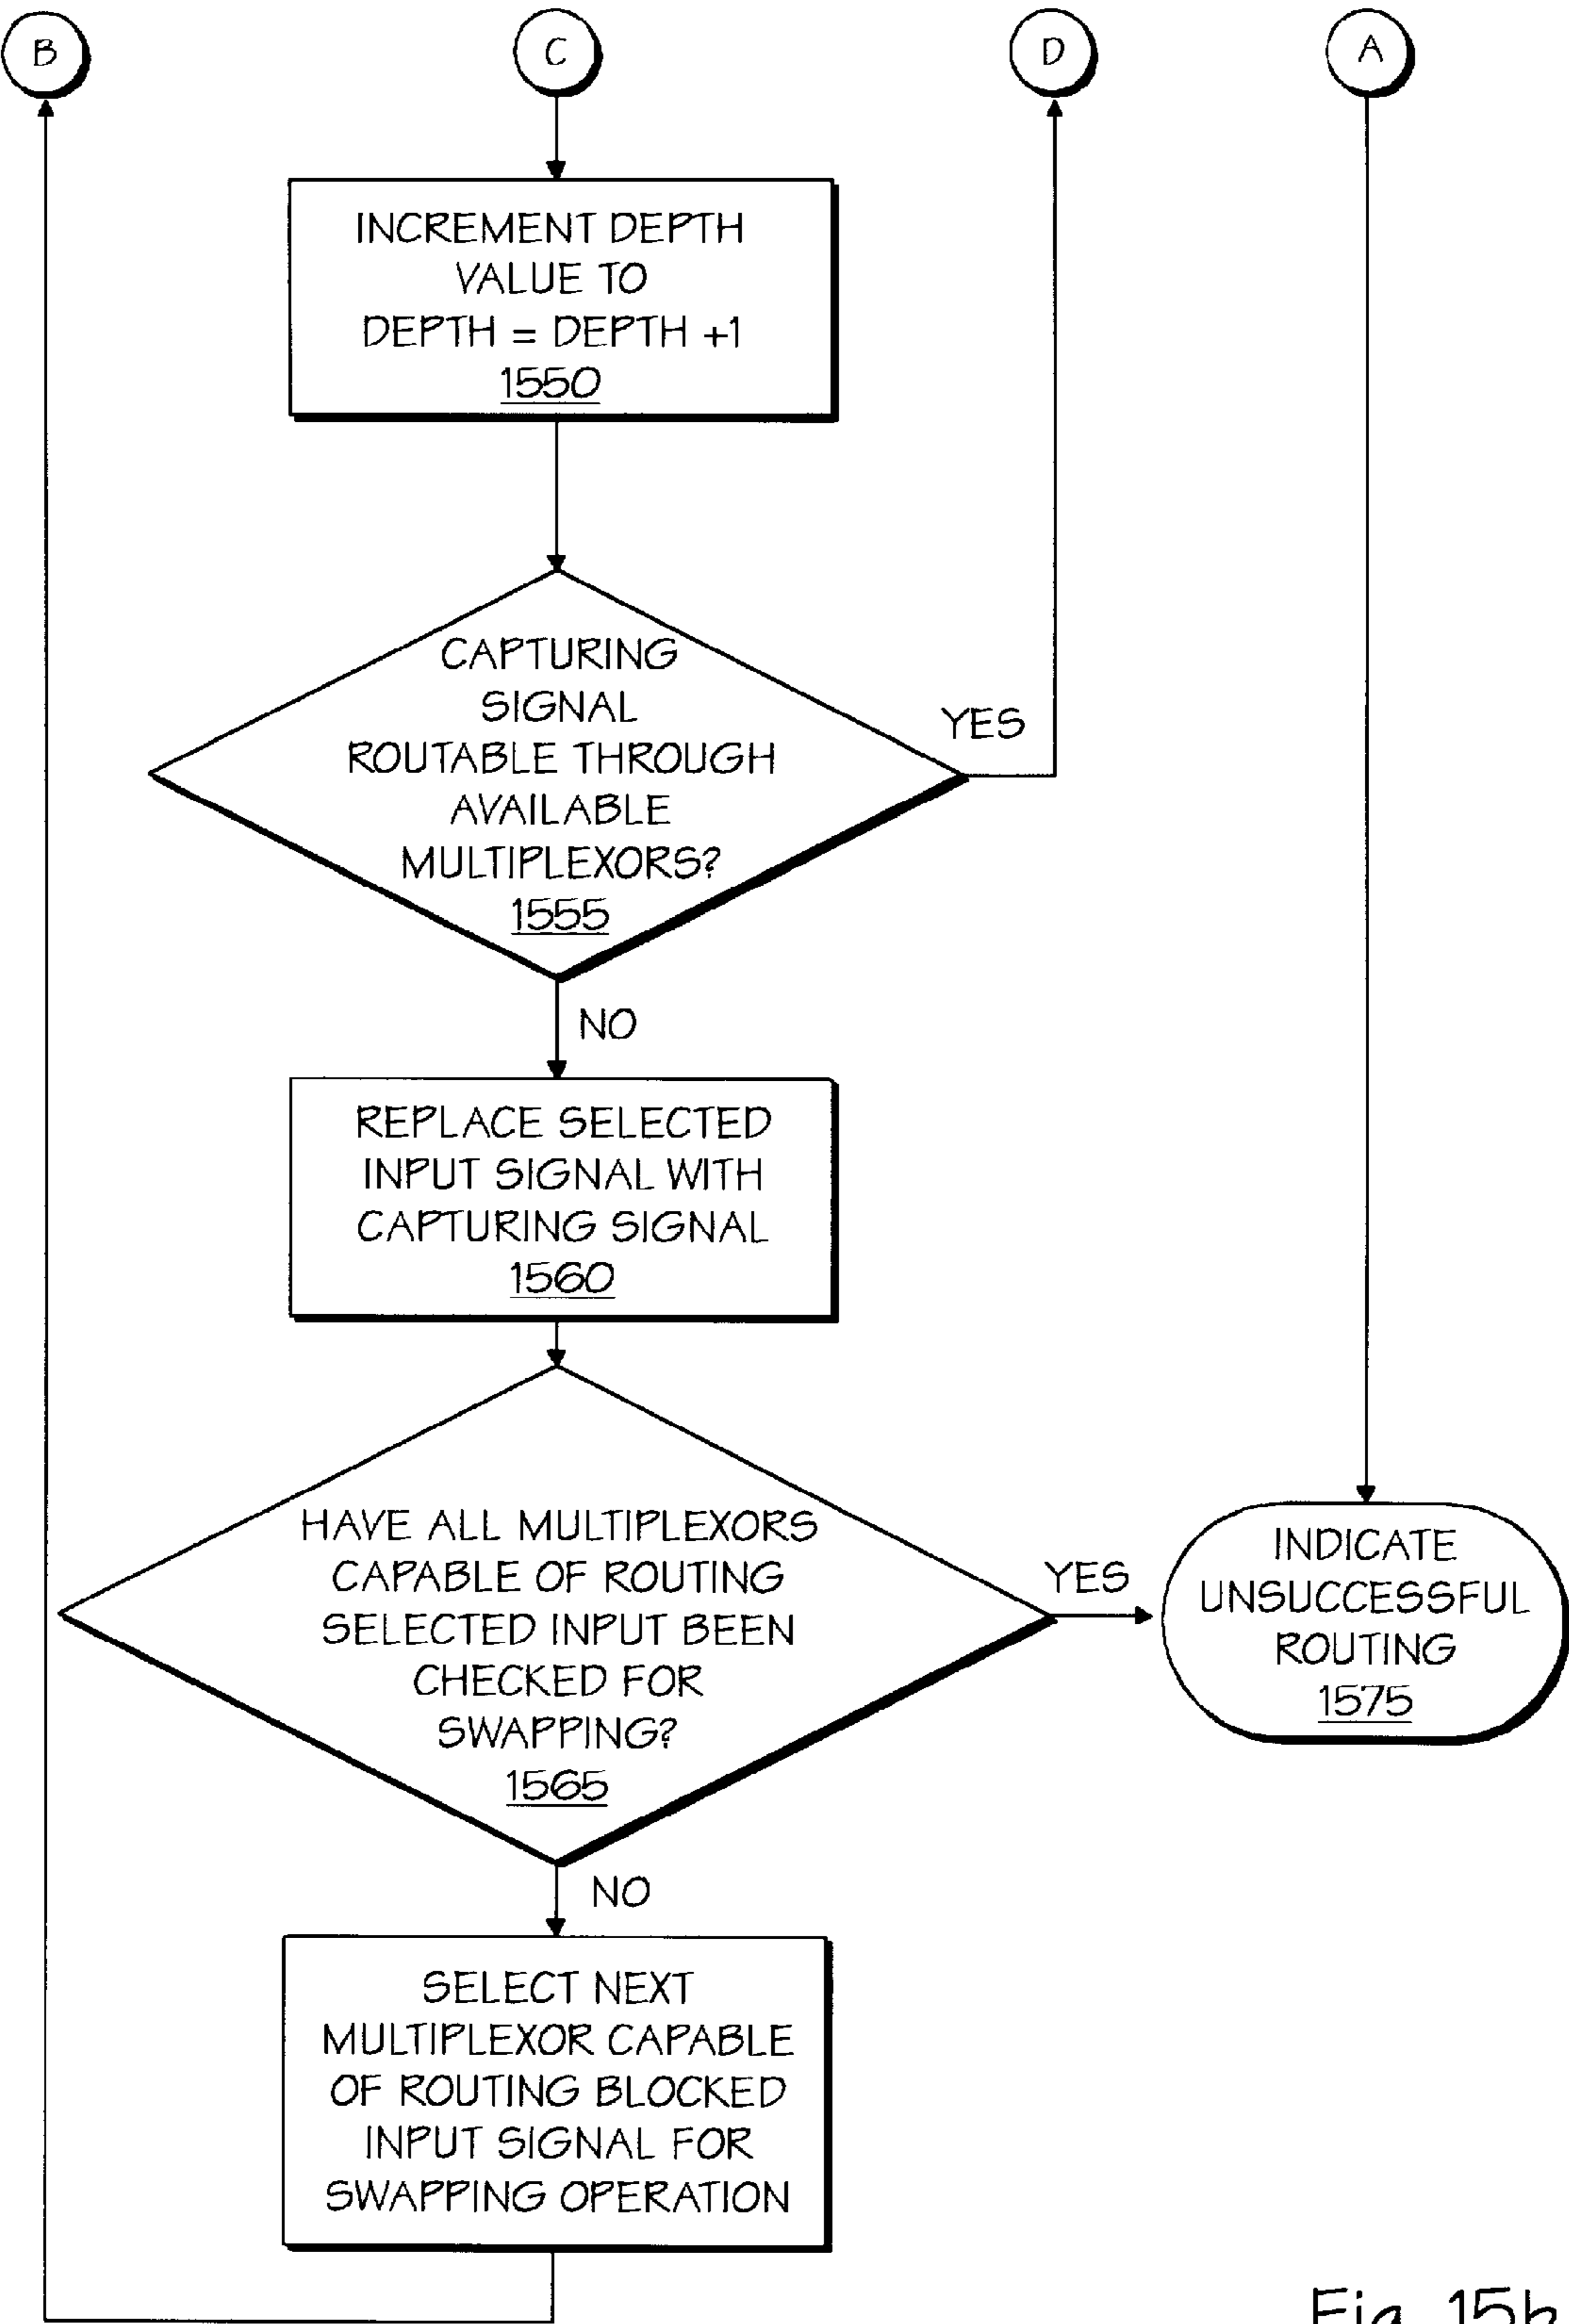 B
C
D
A
INCREMENT DEPTH
VALUE TO
DEPTH = DEPTH +1
1550
CAPTURING
SIGNAL
ROUTABLE THROUGH
AVAILABLE
MULTIPLEXORS?
1555
YES
NO
REPLACE SELECTED
INPUT SIGNAL WITH
CAPTURING SIGNAL
1560
HAVE ALL MULTIPLEXORS
CAPABLE OF ROUTING
SELECTED INPUT BEEN
CHECKED FOR
SWAPPING?
1565
YES
INDICATE
UNSUCCESSFUL
ROUTING
1575
NO
SELECT NEXT
MULTIPLEXOR CAPABLE
OF ROUTING BLOCKED
INPUT SIGNAL FOR
SWAPPING OPERATION
Fig. 15b